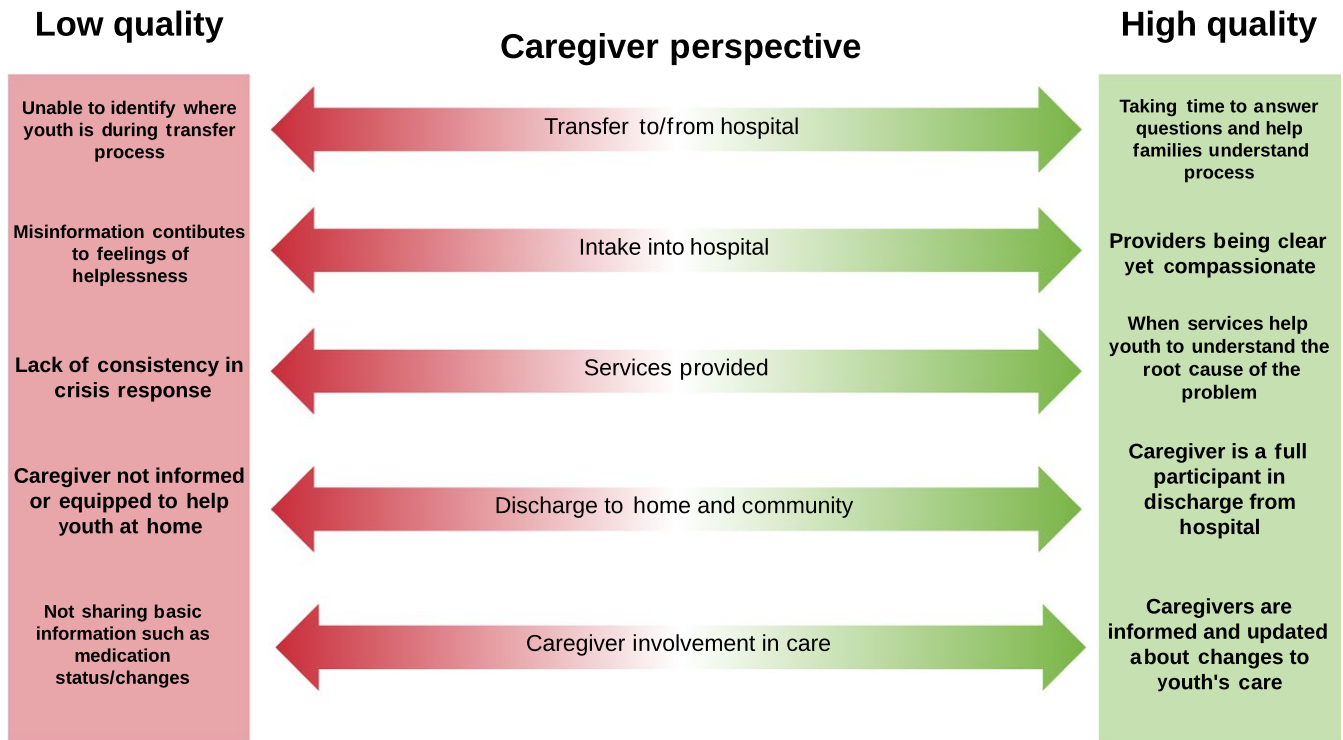 Low quality
Caregiver perspective
High quality
Unable to identify where
youth is during transfer
process
Transfer to/from hospital
Taking time to answer
questions and help
families understand
process
Misinformation contibutes
to feelings of
helplessness
Intake into hospital
Providers being clear
yet compassionate
Lack of consistency in
crisis response
Services provided
When services help
youth to understand the
root cause of the
problem
Caregiver not informed
or equipped to help
youth at home
Discharge to home and community
Caregiver is a full
participant in
discharge from
hospital
Not sharing basic
information such as
medication
status/changes
Caregiver involvement in care
Caregivers are
informed and updated
about changes to
youth's care